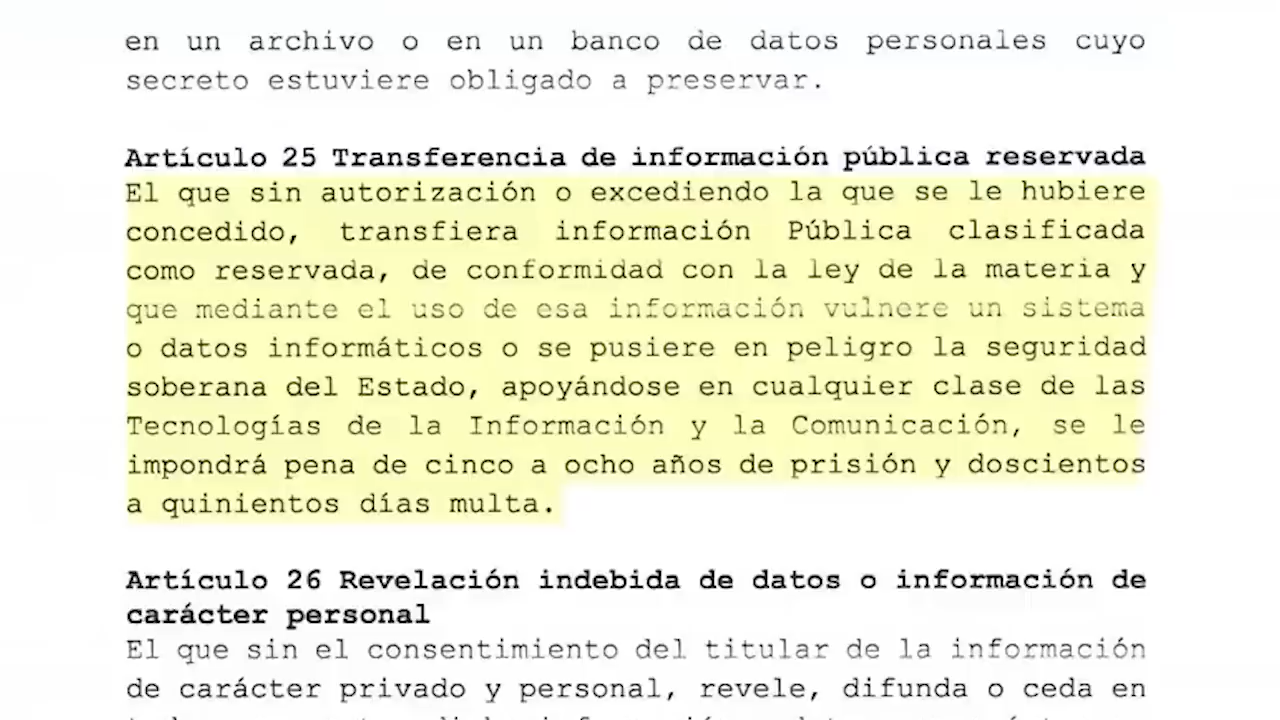 en un archivo o en un banco de datos personales cuyo
secreto estuviere obligado a preservar.
Artículo 25 Transferencia de información pública reservada
El que sin autorización o excediendo la que se le hubiere
concedido, transfiera información Pública clasificada
como reservada, de conformidad con la ley de la materia y
que mediante el uso de esa información vulnere un sistema
o datos informáticos o se pusiere en peligro la seguridad
soberana del Estado, apoyándose en cualquier clase de las
Tecnologías de la Información y la Comunicación, se le
impondrá pena de cinco a ocho años de prisión y doscientos
a quinientos días multa.
Artículo 26 Revelación indebida de datos o información de
carácter personal
El que sin el consentimiento del titular de la información
de carácter privado y personal, revele, difunda o ceda en